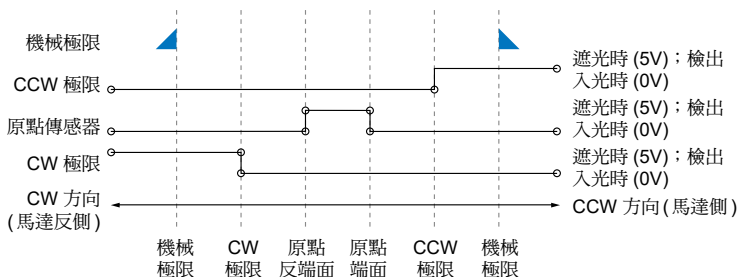 機械極限
CCW 極限
遮光時 (5V)；檢出
入光時 (0V)
原點傳感器
遮光時 (5V)；檢出
入光時 (0V)
CW 極限
遮光時 (5V)；檢出
入光時 (0V)
CW 方向
(馬達反側)
CCW 方向 (馬達側)
機械
極限
CW
極限
原點
反端面
原點
端面
CCW
極限
機械
極限